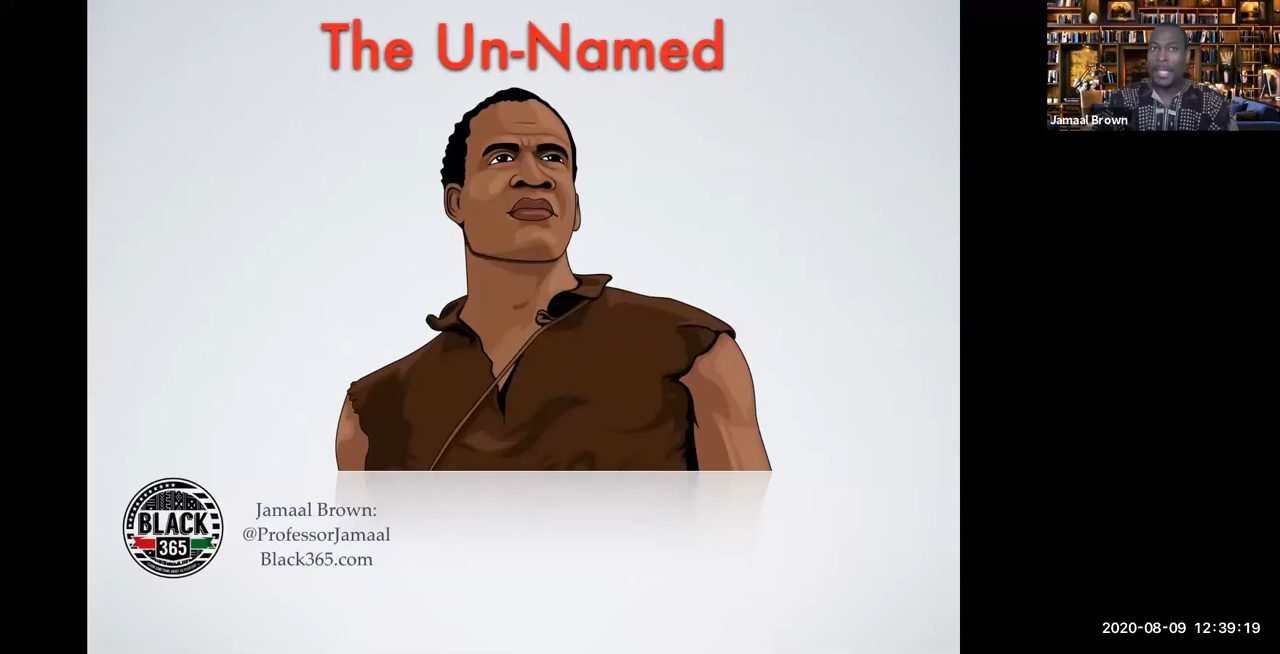 The Un-Named
Jamaal Brown
BLACK
365
Jamaal Brown:
@ProfessorJamaal
Black365.com
2020-08-09 12:39:19